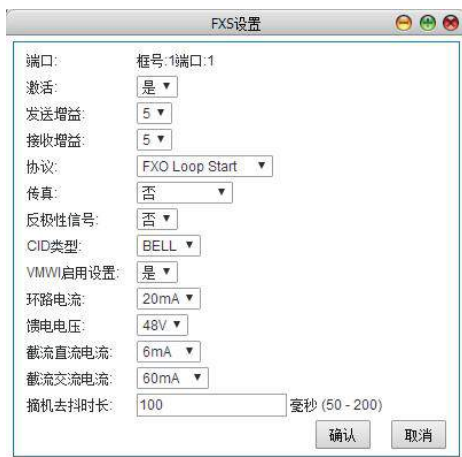 FXS设置
端口: 框号:1端口:1
激活: 是
发送增益: 5
接收增益: 5
协议: FXO Loop Start
传真: 否
反极性信号: 否
CID类型: BELL
VMWI启用设置: 是
环路电流: 20mA
馈电电压: 48V
截流直流电流: 6mA
截流交流电流: 60mA
摘机去抖时长: 100 毫秒 (50 - 200)
确认 取消